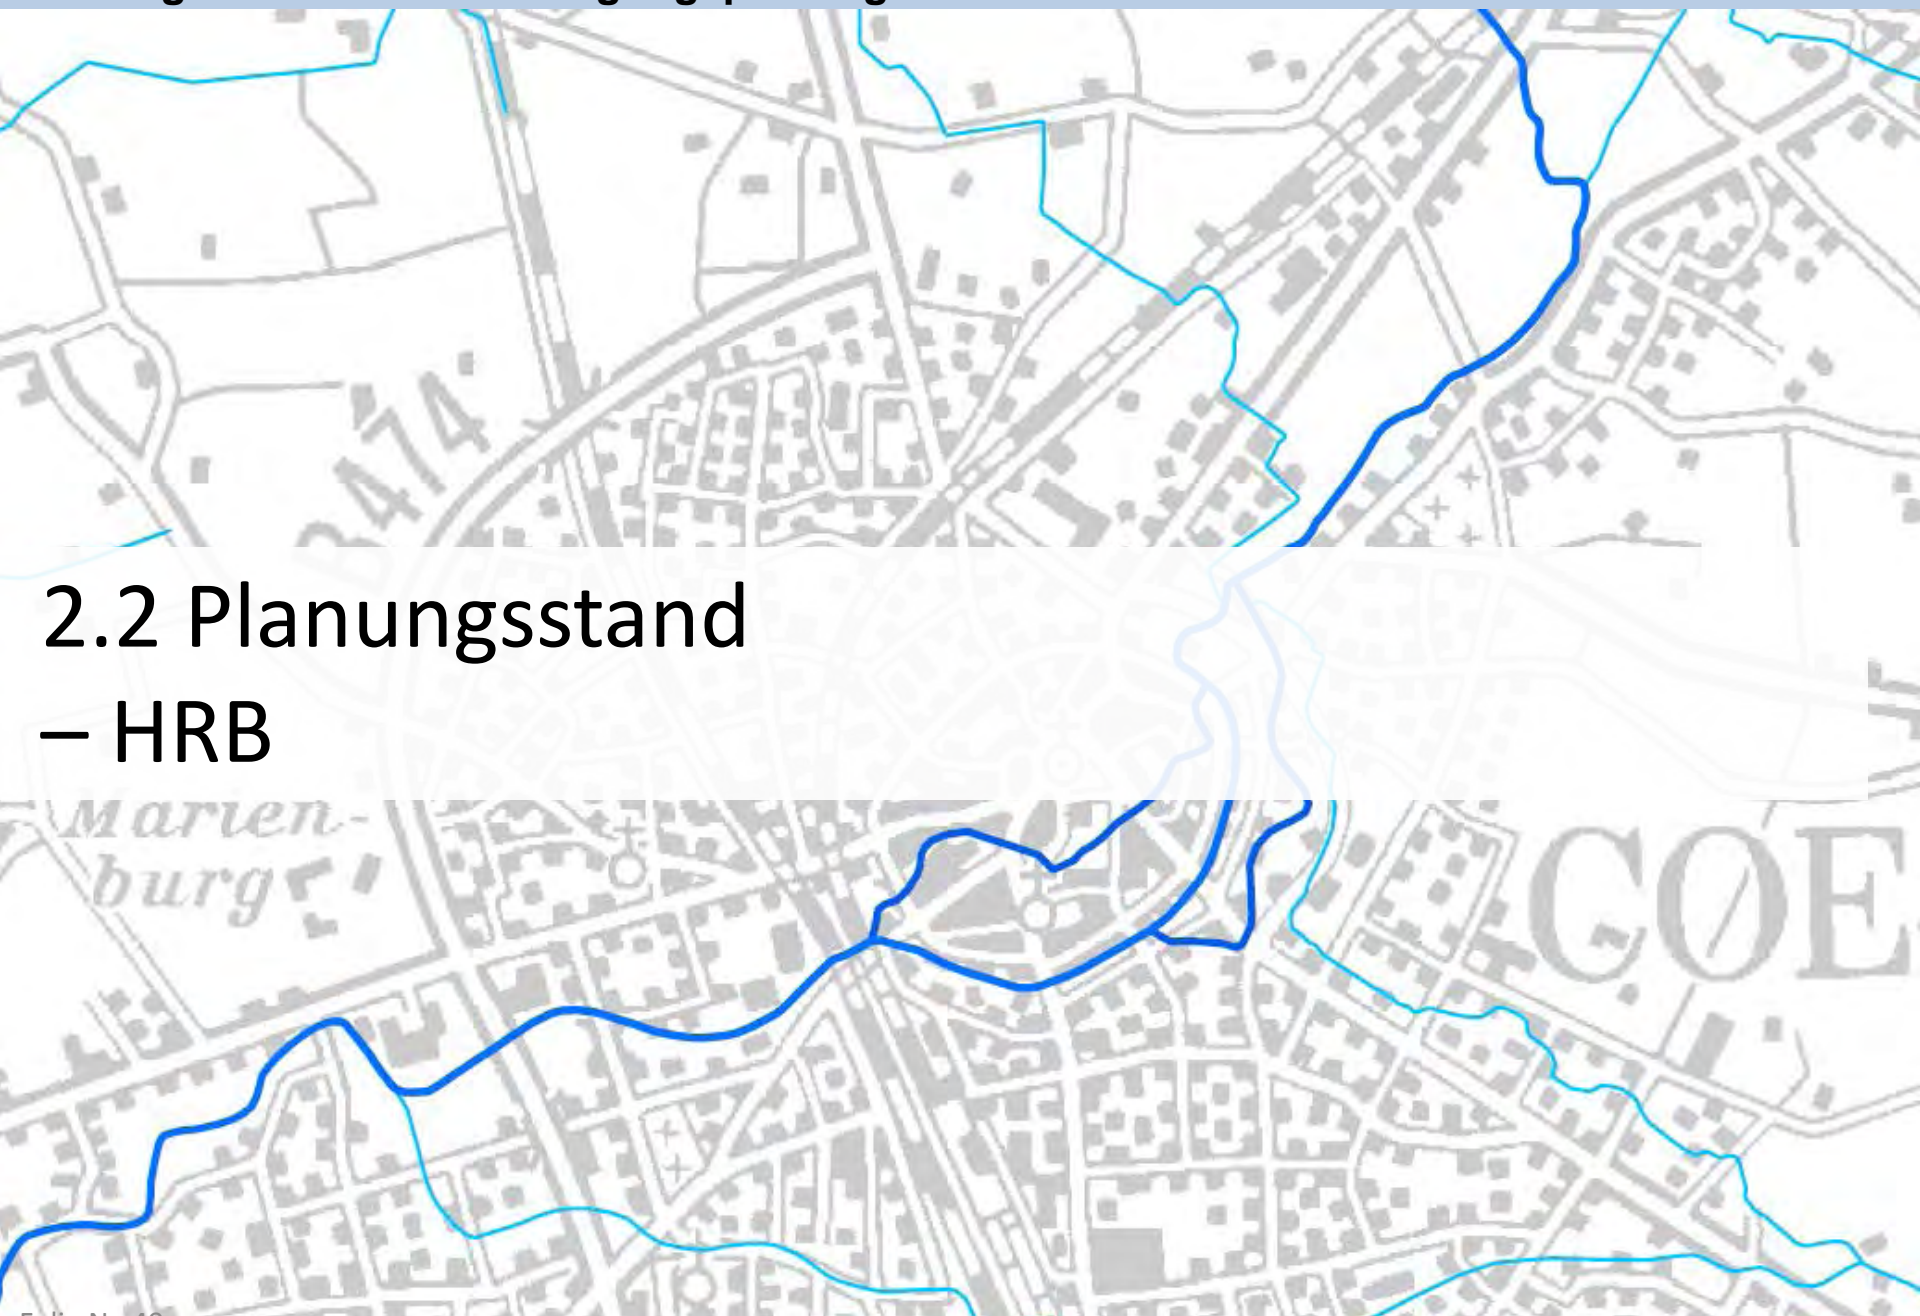 B474
2.2 Planungsstand
– HRB
Marien-
burg
COE